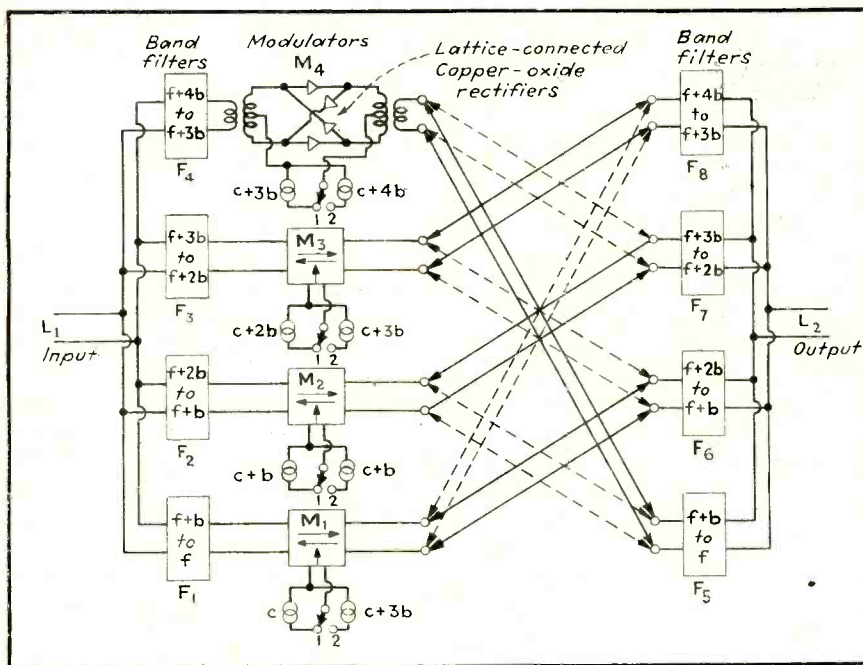 Band
filters
Modulators
M4
Lattice-connected
Copper-oxide
rectifiers
Band
filters
f+4b
to
f+3b
F4
c+3b
c+4b
1 2
f+4b
to
f+3b
F8
f+3b
to
f+2b
F3
M3
c+2b
c+3b
1 2
f+3b
to
f+2b
F7
L1
Input
L2
Output
f+2b
to
f+b
F2
M2
c+b
c+b
1 2
f+2b
to
f+b
F6
f+b
to
f
F1
M1
c
c+3b
1 2
f+b
to
f
F5